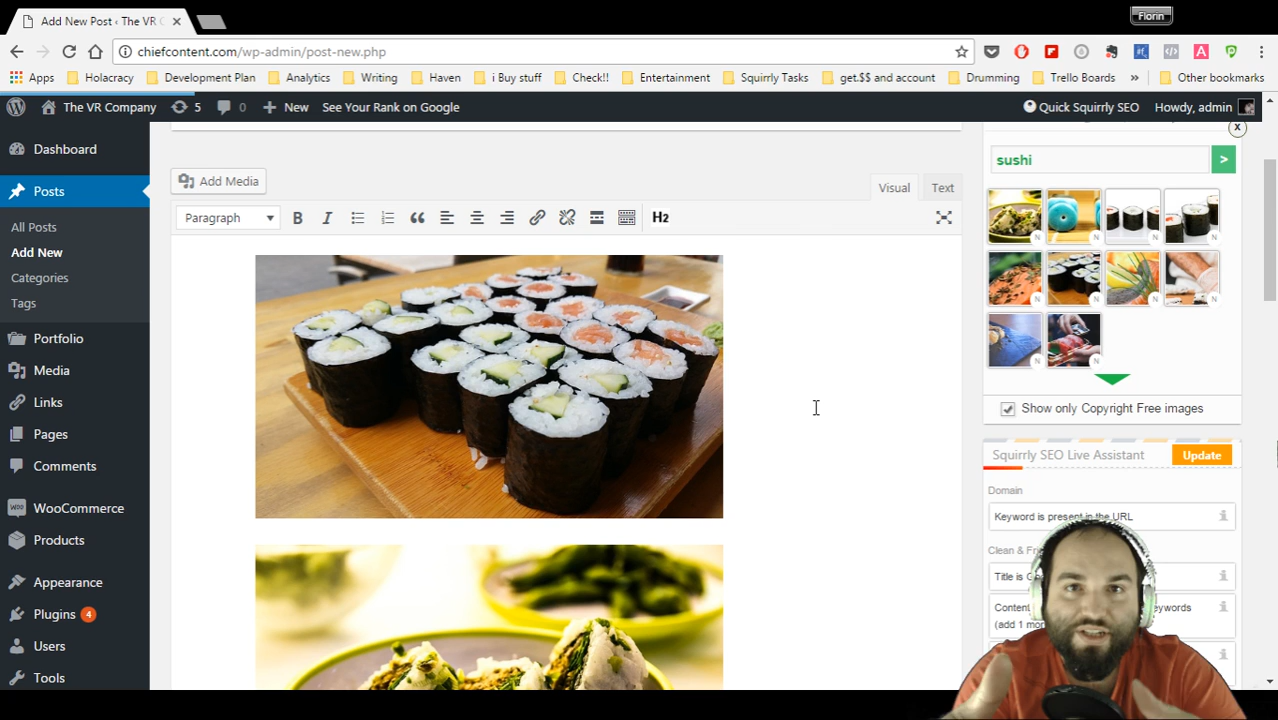 Add New Post ‹ The VR C
Florin
chiefcontent.com/wp-admin/post-new.php
Apps Holacracy Development Plan Analytics Writing Haven i Buy stuff Check!! Entertainment Squirrly Tasks get.$$ and account Drumming Trello Boards » Other bookmarks
The VR Company 5 0 New See Your Rank on Google Quick Squirrly SEO Howdy, admin
Dashboard
Posts
All Posts
Add New
Categories
Tags
Portfolio
Media
Links
Pages
Comments
WooCommerce
Products
Appearance
Plugins 4
Users
Tools
Add Media
Visual Text
Paragraph B I H2
x
sushi >
N N N N
N N N N
N N
Show only Copyright Free images
Squirrly SEO Live Assistant Update
Domain
Keyword is present in the URL
Clean &
Title is
Content eywords
(add 1